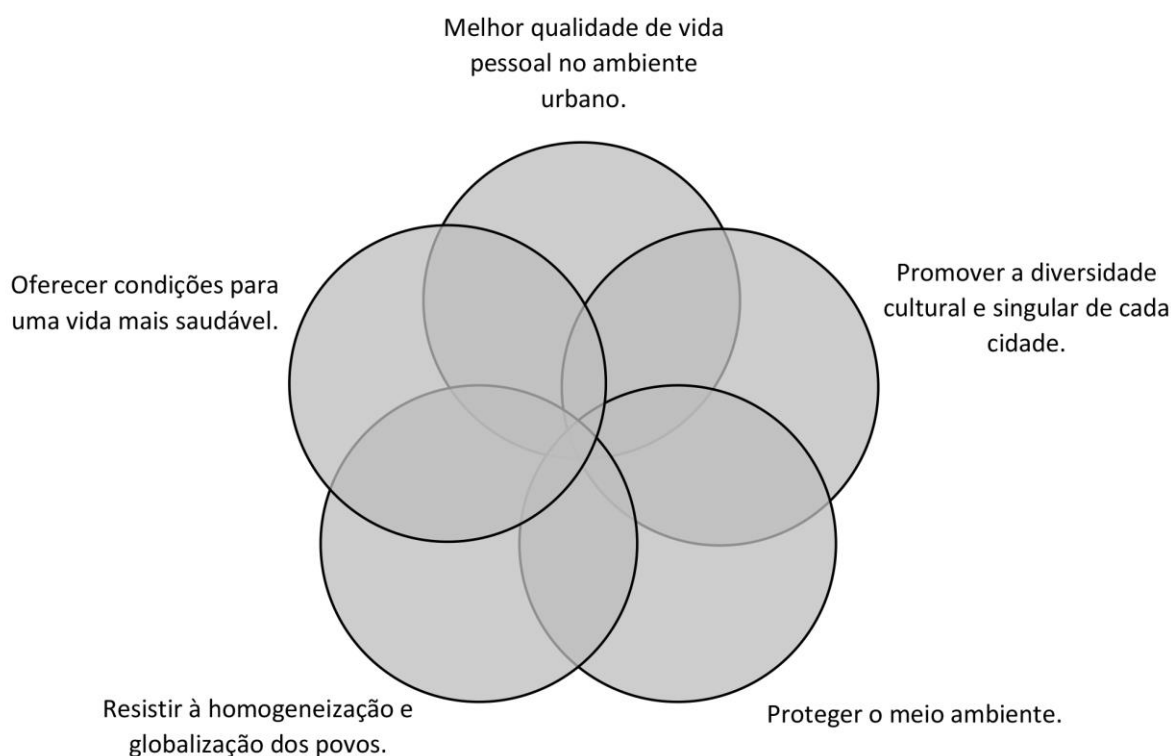 Melhor qualidade de vida
pessoal no ambiente
urbano.
Oferecer condições para
uma vida mais saudável.
Promover a diversidade
cultural e singular de cada
cidade.
Resistir à homogeneização e
globalização dos povos.
Proteger o meio ambiente.